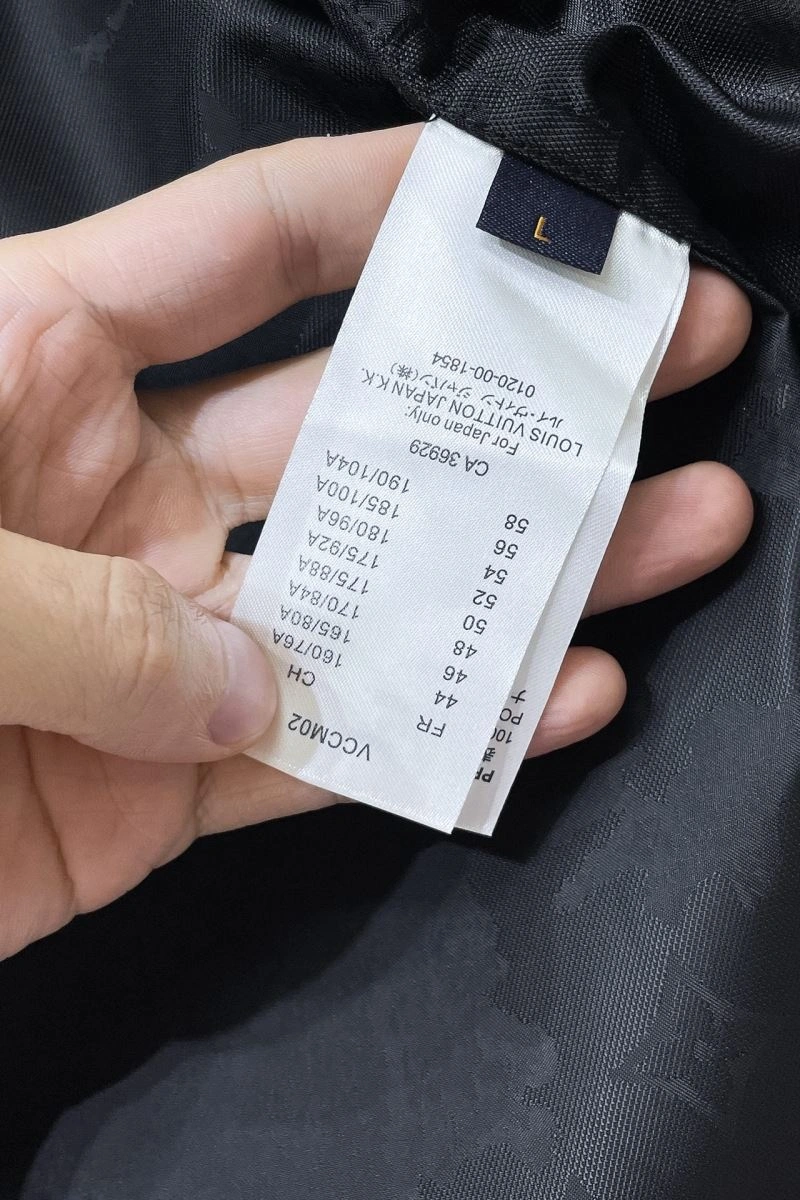 VCCM02
FR CH
44 160/76A
46 165/80A
48 170/84A
50 175/88A
52 175/92A
54 180/96A
56 185/100A
58 190/104A
CA 36929
For Japan only:
LOUIS VUITTON JAPAN K.K.
ルイ・ヴィトン ジャパン(株)
0120-00-1854
L